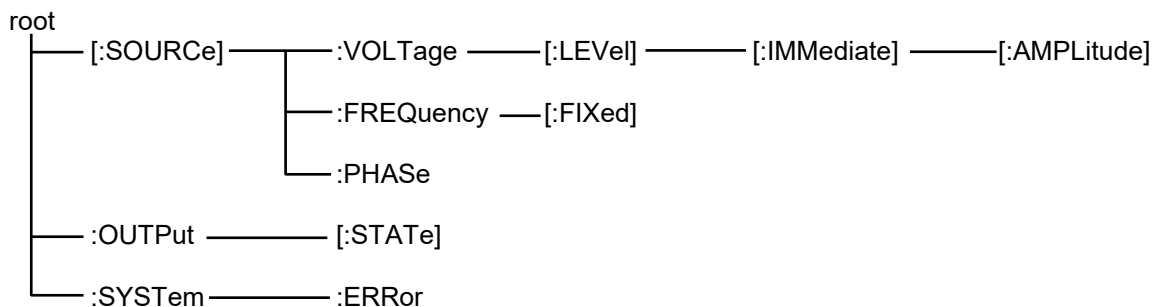 root
[:SOURCe] :VOLTage [:LEVel] [:IMMediate] [:AMPLitude]
:FREQuency [:FIXed]
:PHASe
:OUTPut [:STATe]
:SYSTem :ERRor